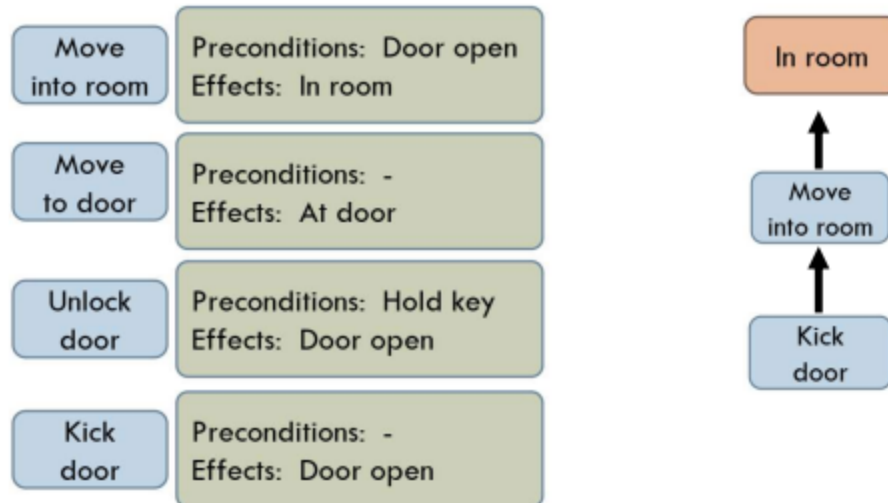 Move
into room
Preconditions: Door open
Effects: In room
Move
to door
Preconditions: -
Effects: At door
Unlock
door
Preconditions: Hold key
Effects: Door open
Kick
door
Preconditions: -
Effects: Door open
In room
Move
into room
Kick
door